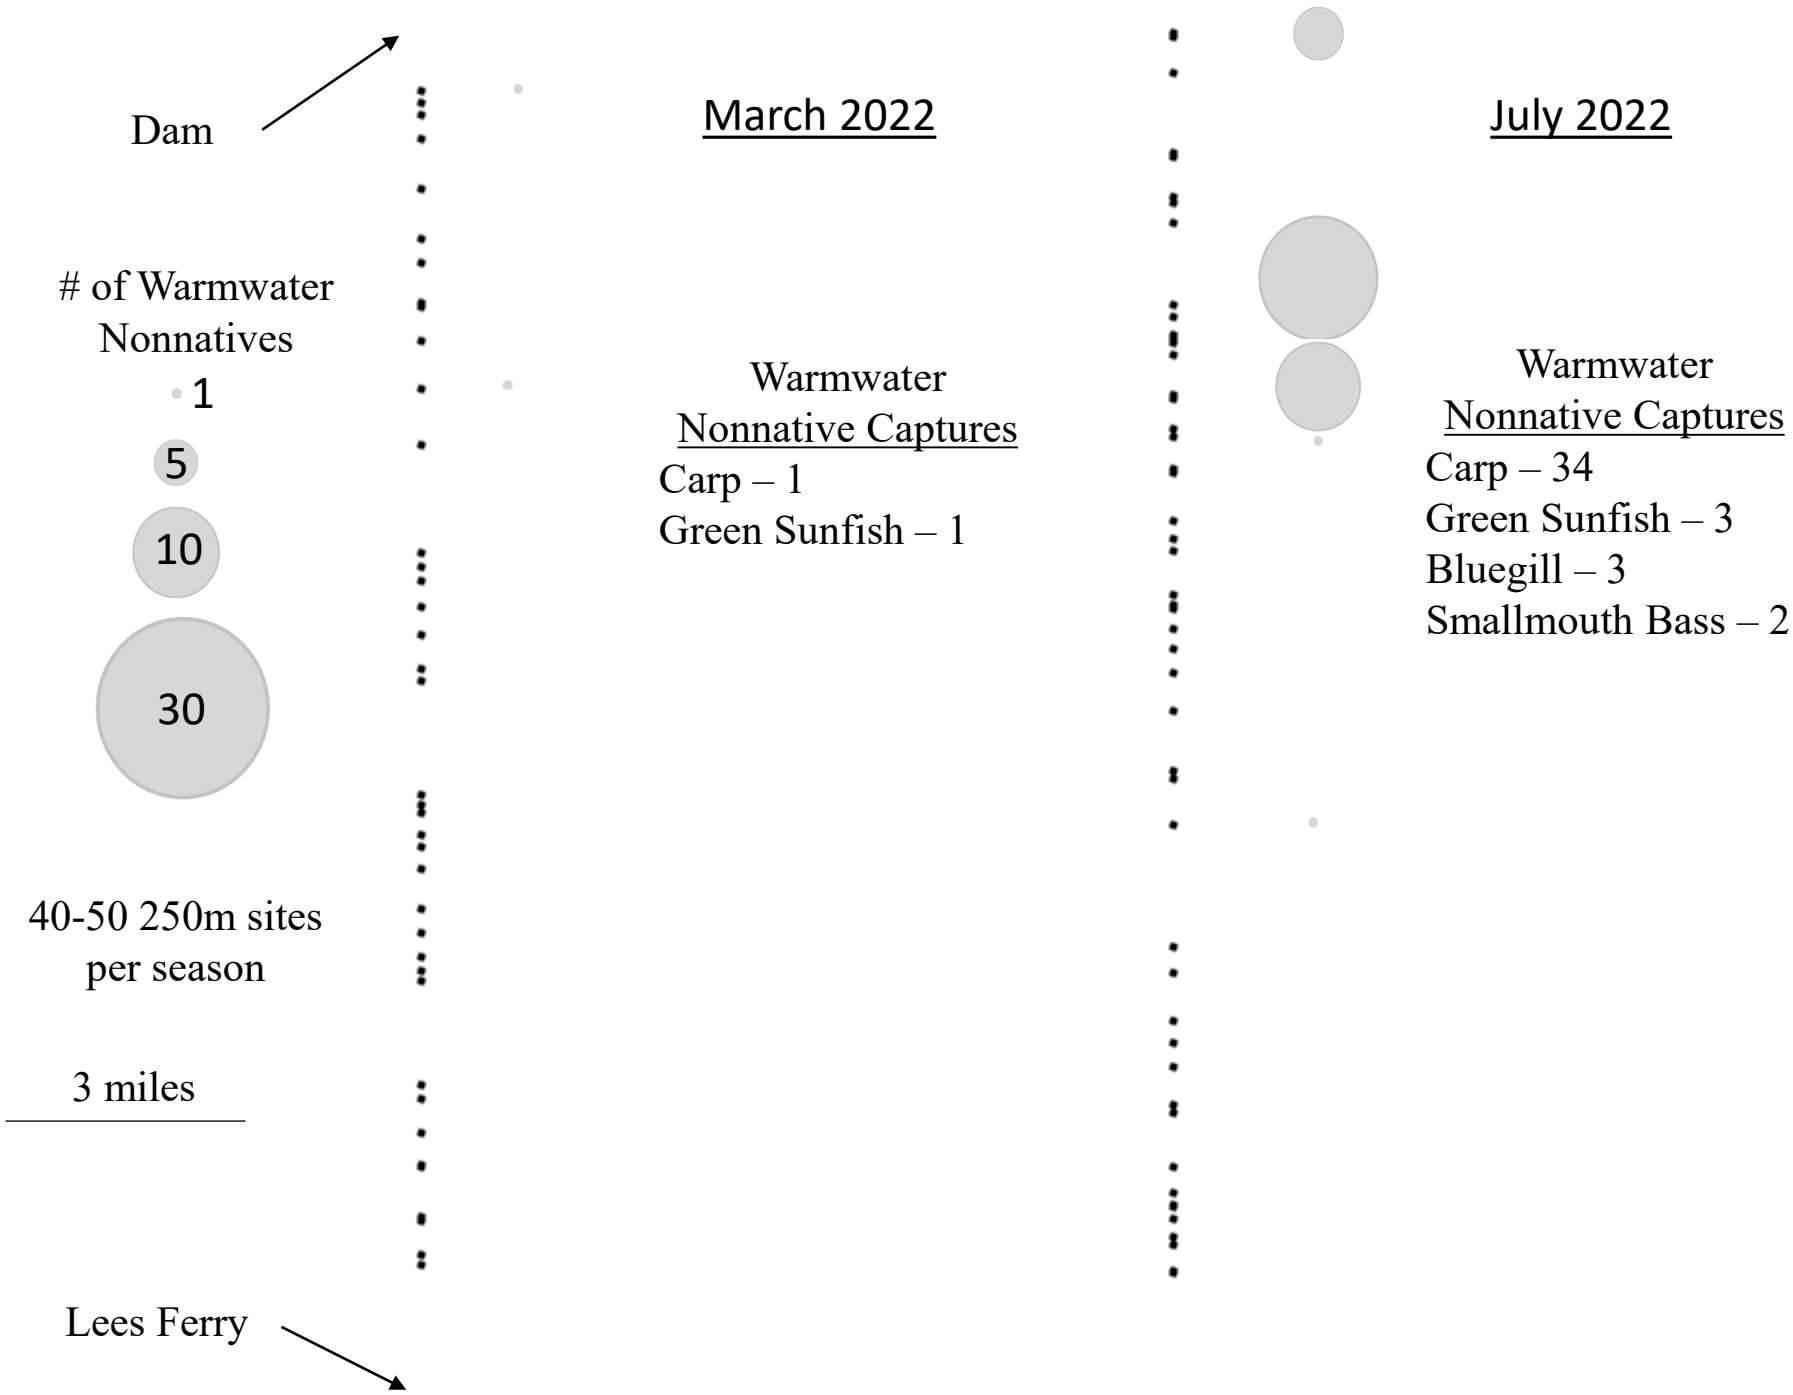 Dam
# of Warmwater
Nonnatives
1
5
10
30
40-50 250m sites
per season
3 miles
Lees Ferry
March 2022
Warmwater
Nonnative Captures
Carp – 1
Green Sunfish – 1
July 2022
Warmwater
Nonnative Captures
Carp – 34
Green Sunfish – 3
Bluegill – 3
Smallmouth Bass – 2